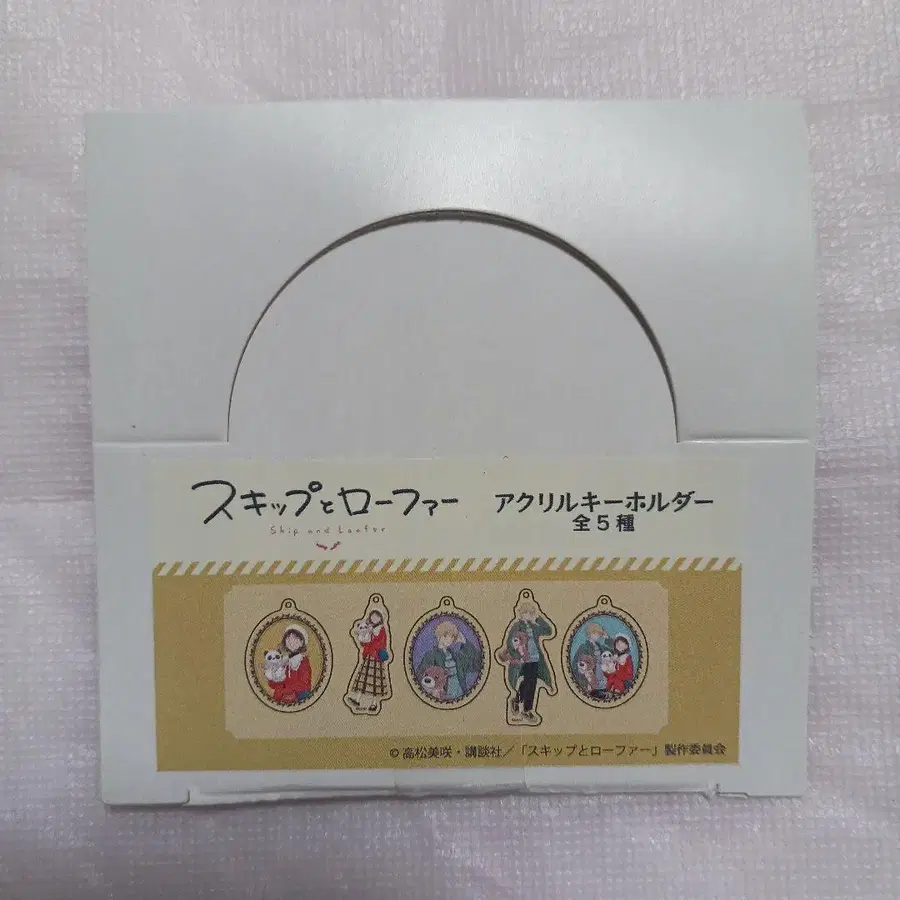 スキップとローファー
Skip and Loafer
アクリルキーホルダー
全5種
©高松美咲・講談社／「スキップとローファー」製作委員会